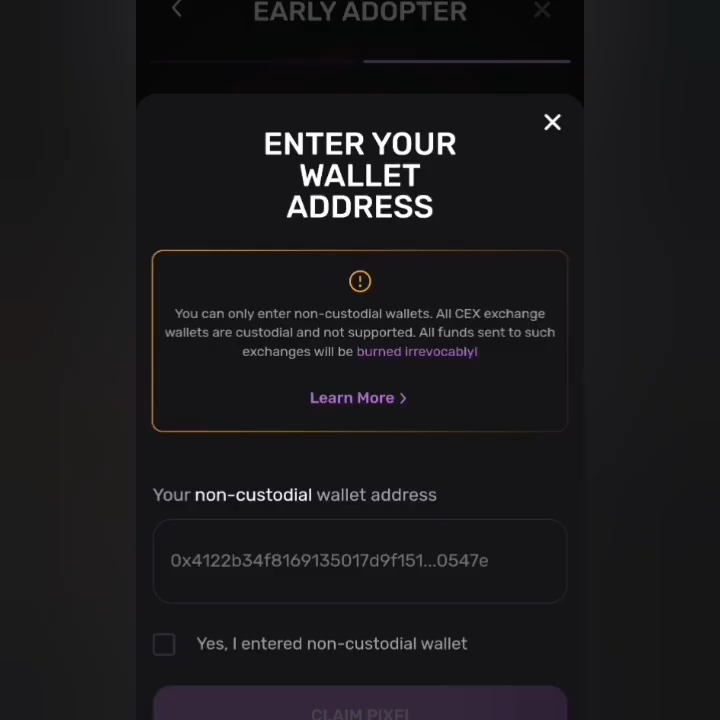 EARLY ADOPTER
ENTER YOUR
WALLET
ADDRESS
You can only enter non-custodial wallets. All CEX exchange
wallets are custodial and not supported. All funds sent to such
exchanges will be burned irrevocably!
Learn More
Your non-custodial wallet address
0x4122b34f8169135017d9f151...0547e
Yes, I entered non-custodial wallet
CLAIM PIXEL